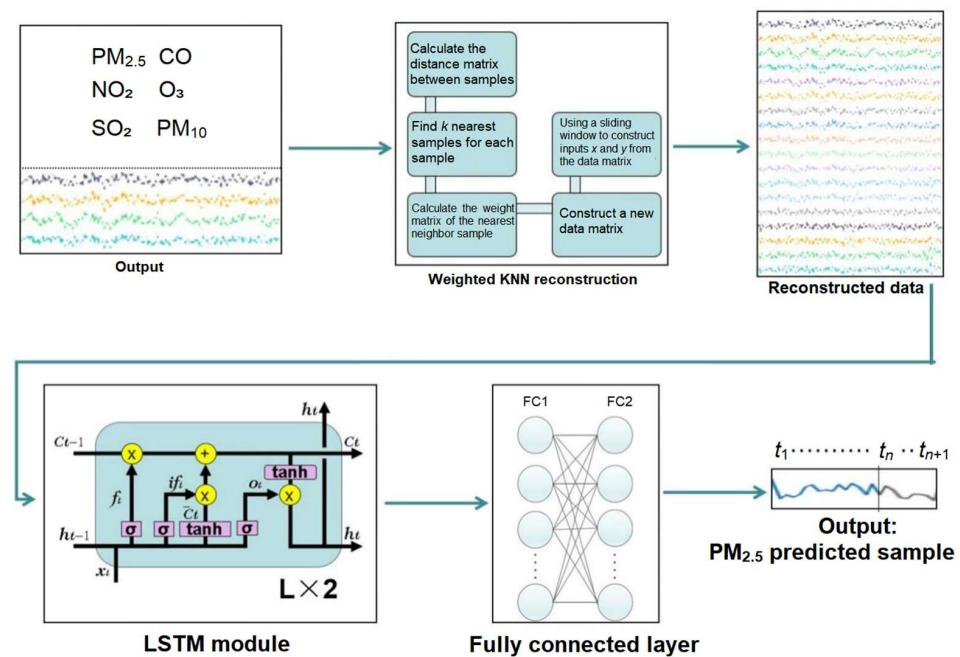 PM₂.₅ CO
NO₂ O₃
SO₂ PM₁₀
Output
Calculate the
distance matrix
between samples
Find k nearest
samples for each
sample
Calculate the weight
matrix of the nearest
neighbor sample
Using a sliding
window to construct
inputs x and y from
the data matrix
Construct a new
data matrix
Weighted KNN reconstruction
Reconstructed data
ht
Ct-1
x
+
Ct
tanh
ft
ift
x
ot
x
C̅t
σ
σ
tanh
σ
ht-1
ht
xt
L×2
LSTM module
FC1 FC2
Fully connected layer
t₁ .......... tₙ .. tₙ₊₁
Output:
PM₂.₅ predicted sample